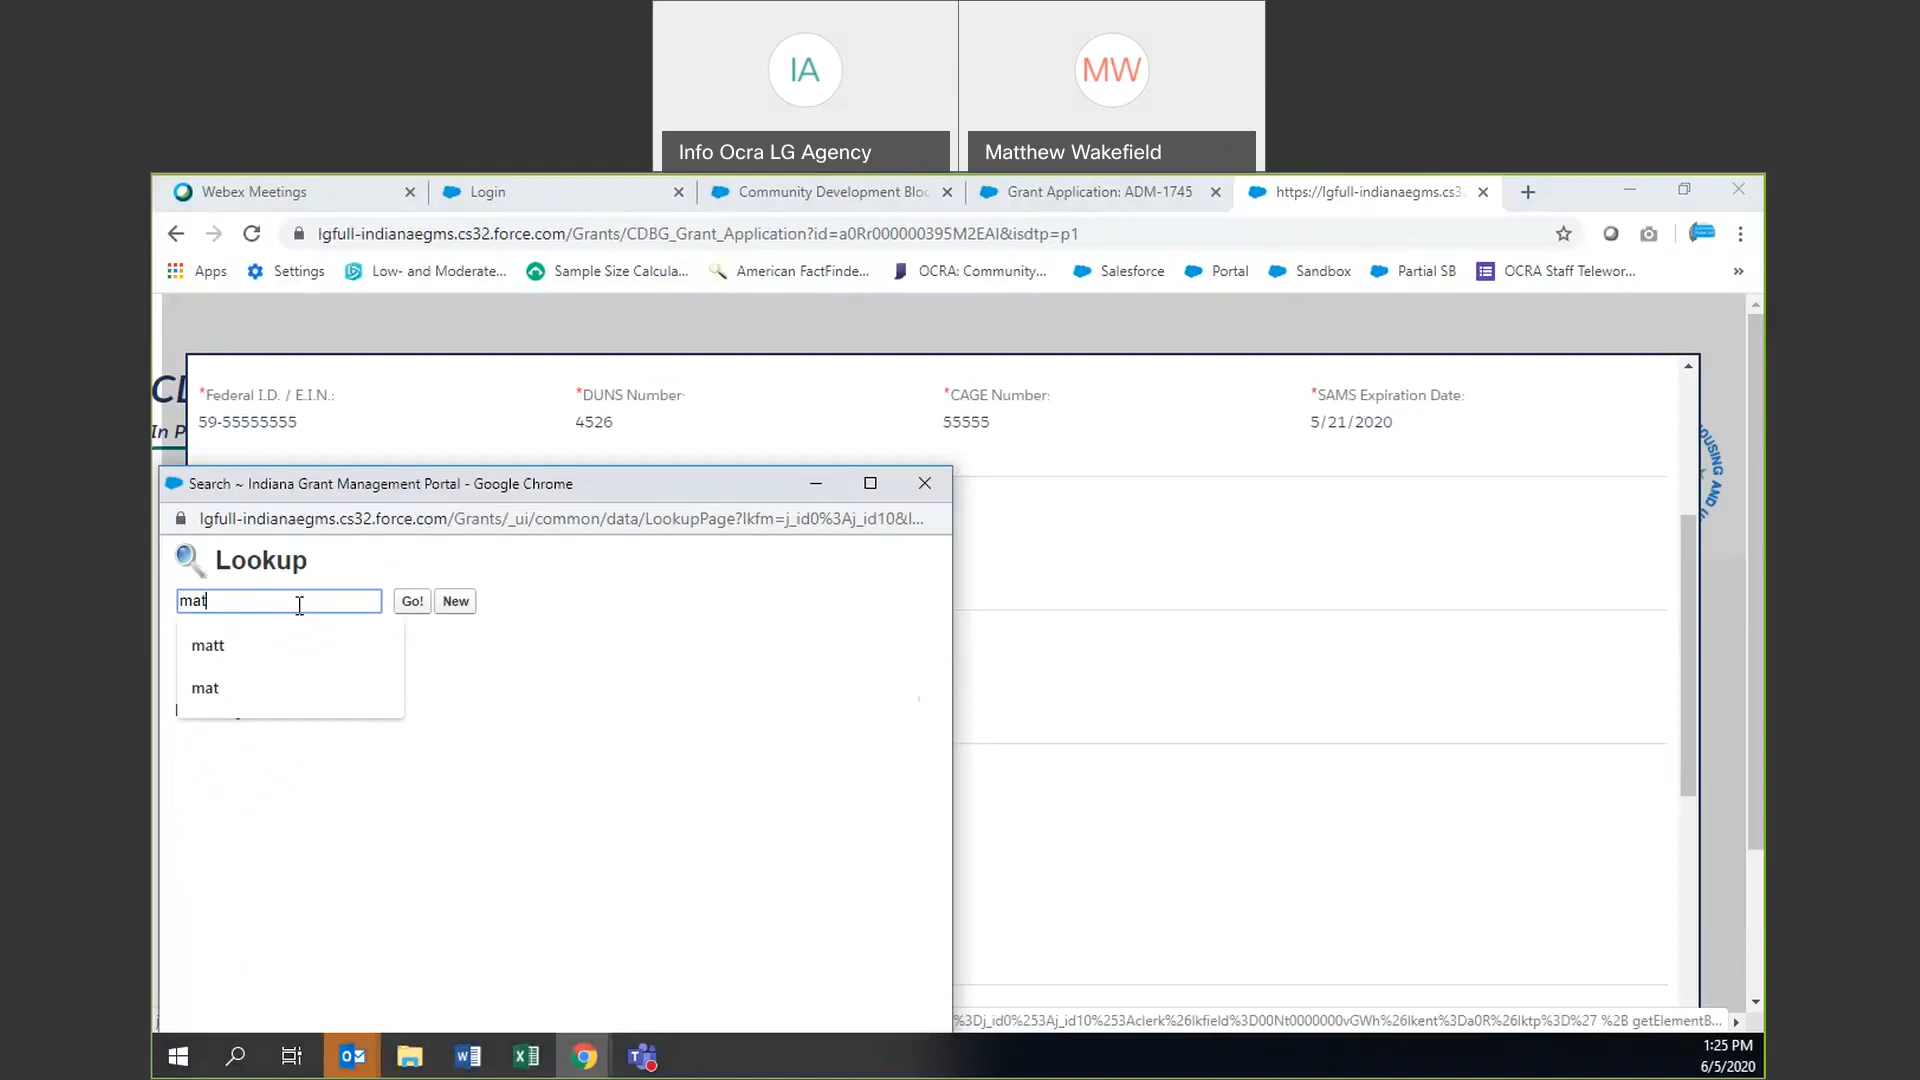 IA
MW
Info Ocra LG Agency
Matthew Wakefield
Webex Meetings
Login
Community Development Bloc
Grant Application: ADM-1745
https://lgfull-indianaegms.cs3
lgfull-indianaegms.cs32.force.com/Grants/CDBG_Grant_Application?id=a0Rr000000395M2EAI&isdtp=p1
Apps
Settings
Low- and Moderate...
Sample Size Calcula...
American FactFinde...
OCRA: Community...
Salesforce
Portal
Sandbox
Partial SB
OCRA Staff Telewor...
»
*Federal I.D. / E.I.N.:
*DUNS Number:
*CAGE Number:
*SAMS Expiration Date:
59-55555555
4526
55555
5/21/2020
In P
HOUSING AND U
Search ~ Indiana Grant Management Portal - Google Chrome
lgfull-indianaegms.cs32.force.com/Grants/_ui/common/data/LookupPage?lkfm=j_id0%3Aj_id10&l...
Lookup
mat
Go!
New
matt
mat
%3Dj_id0%253Aj_id10%253Aclerk%26lkfield%3D00Nt0000000vGWh%26lkent%3Da0R%26lktp%3D%27 %2B getElementB...
1:25 PM
6/5/2020